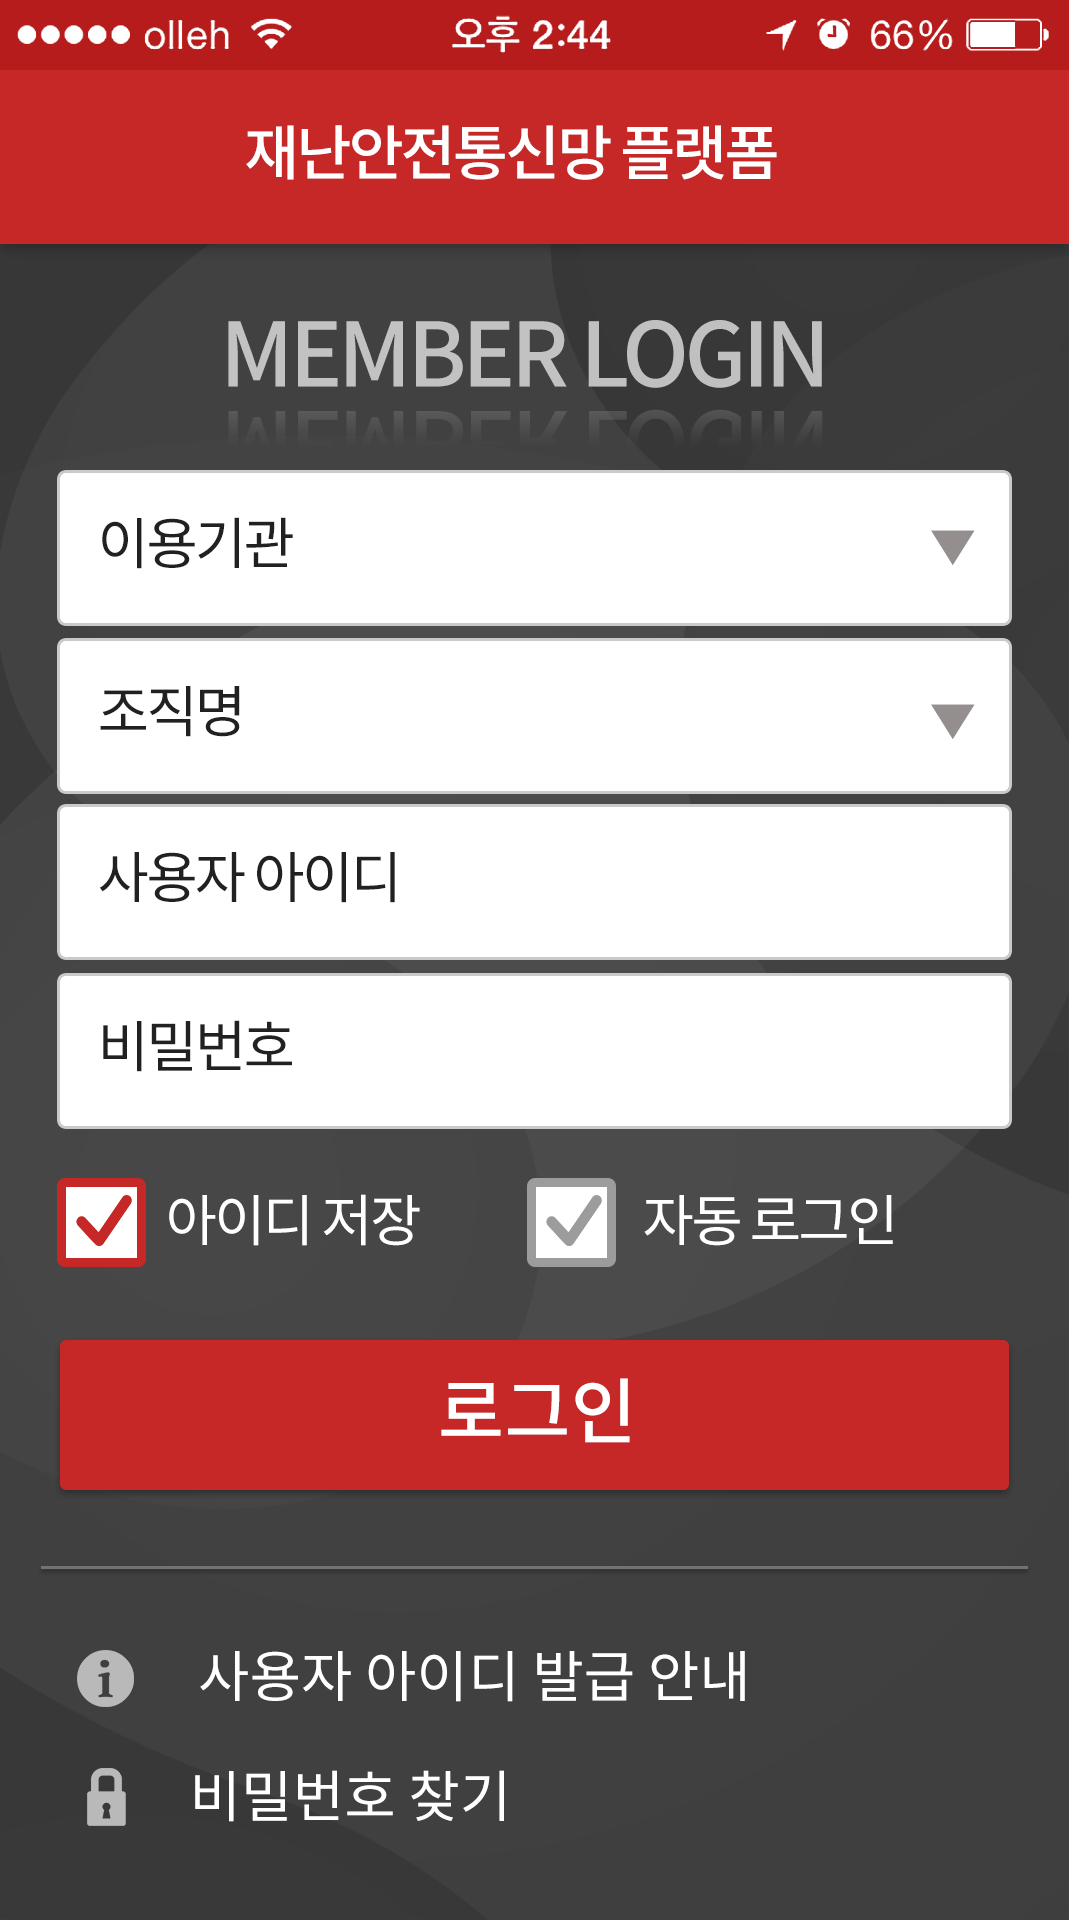 olleh 오후 2:44 66%
재난안전통신망 플랫폼
MEMBER LOGIN
이용기관
조직명
사용자 아이디
비밀번호
아이디 저장 자동 로그인
로그인
사용자 아이디 발급 안내
비밀번호 찾기